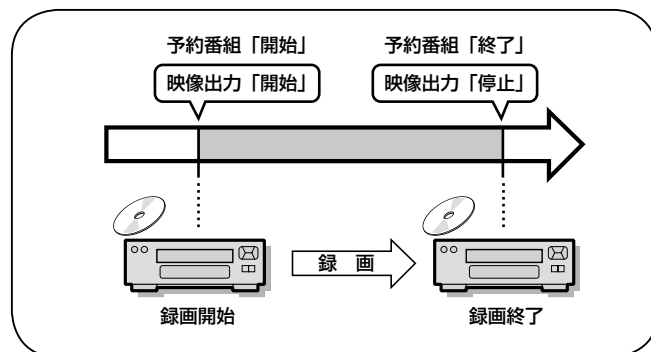 予約番組「開始」
予約番組「終了」
映像出力「開始」
映像出力「停止」
録 画
録画開始
録画終了